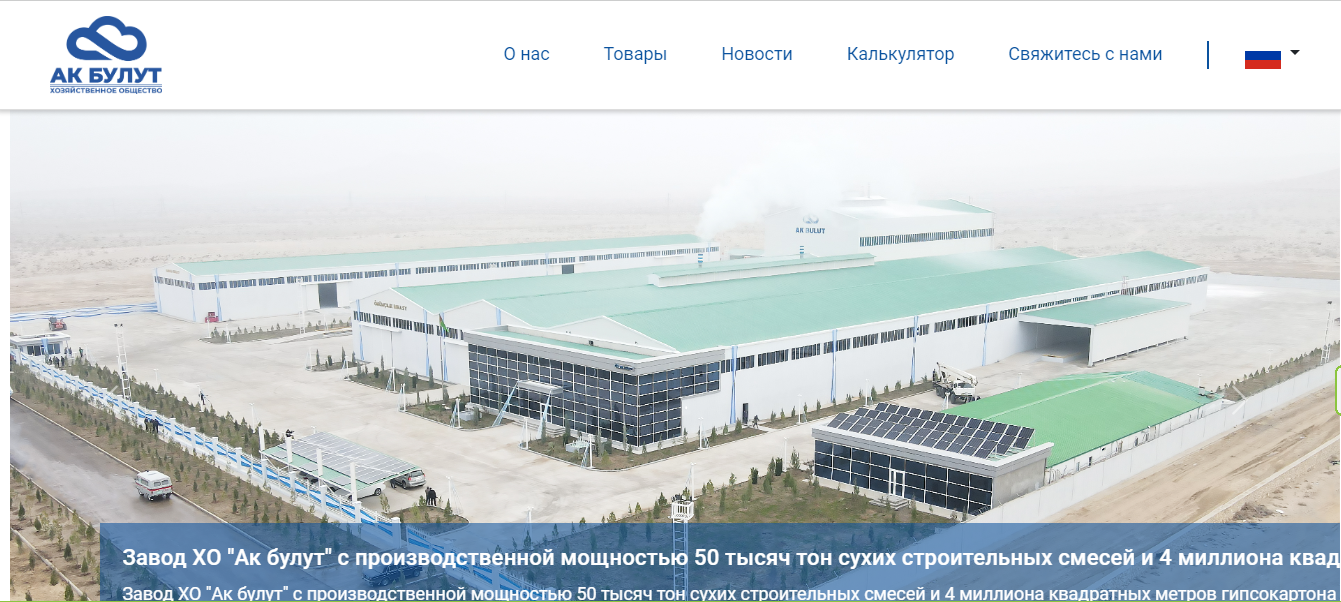 АК БУЛУТ
ХОЗЯЙСТВЕННОЕ ОБЩЕСТВО
О нас
Товары
Новости
Калькулятор
Свяжитесь с нами
AK BULUT
Завод ХО "Ак булут" с производственной мощностью 50 тысяч тон сухих строительных смесей и 4 миллиона квад
Завод ХО "Ак булут" с производственной мощностью 50 тысяч тон сухих строительных смесей и 4 миллиона квадратных метров гипсокартона